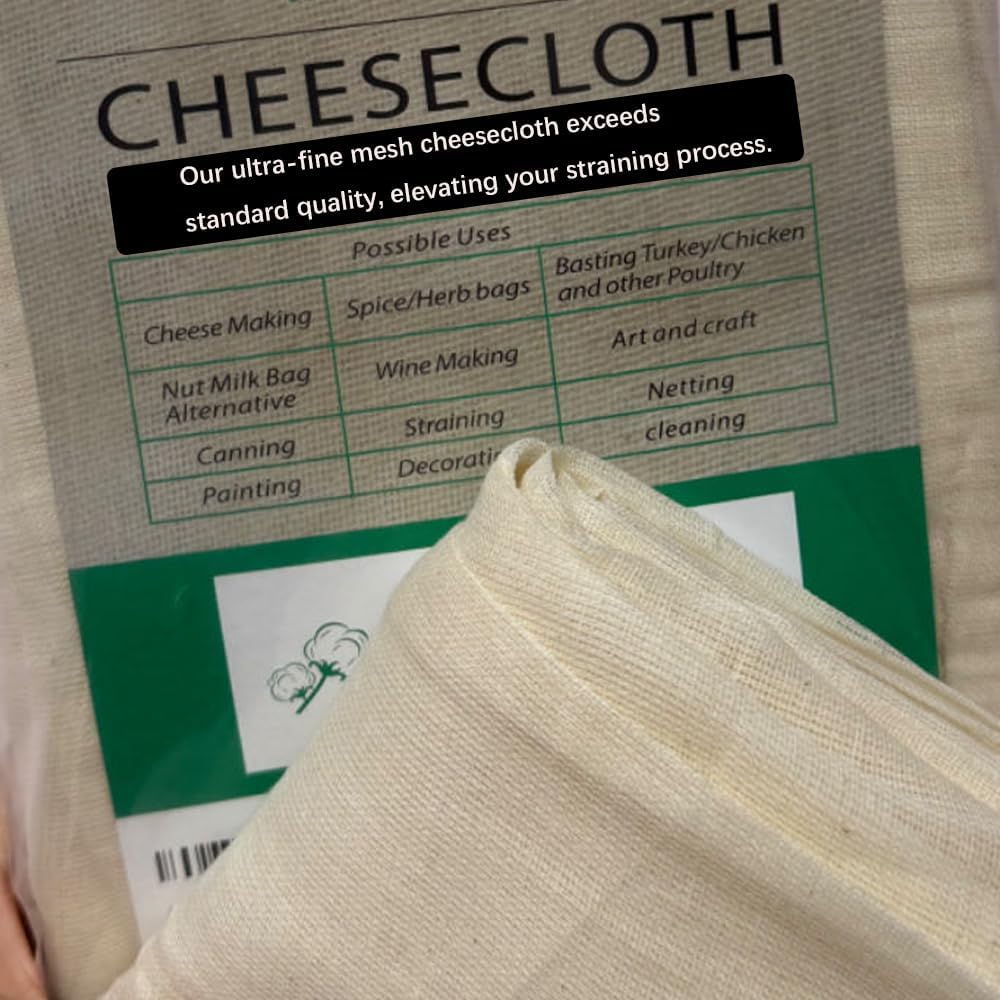 CHEESECLOTH
Our ultra-fine mesh cheesecloth exceeds
standard quality, elevating your straining process.
Possible Uses
Cheese Making
Spice/Herb bags
Basting Turkey/Chicken
and other Poultry
Nut Milk Bag
Alternative
Wine Making
Art and craft
Canning
Straining
Netting
Painting
cleaning